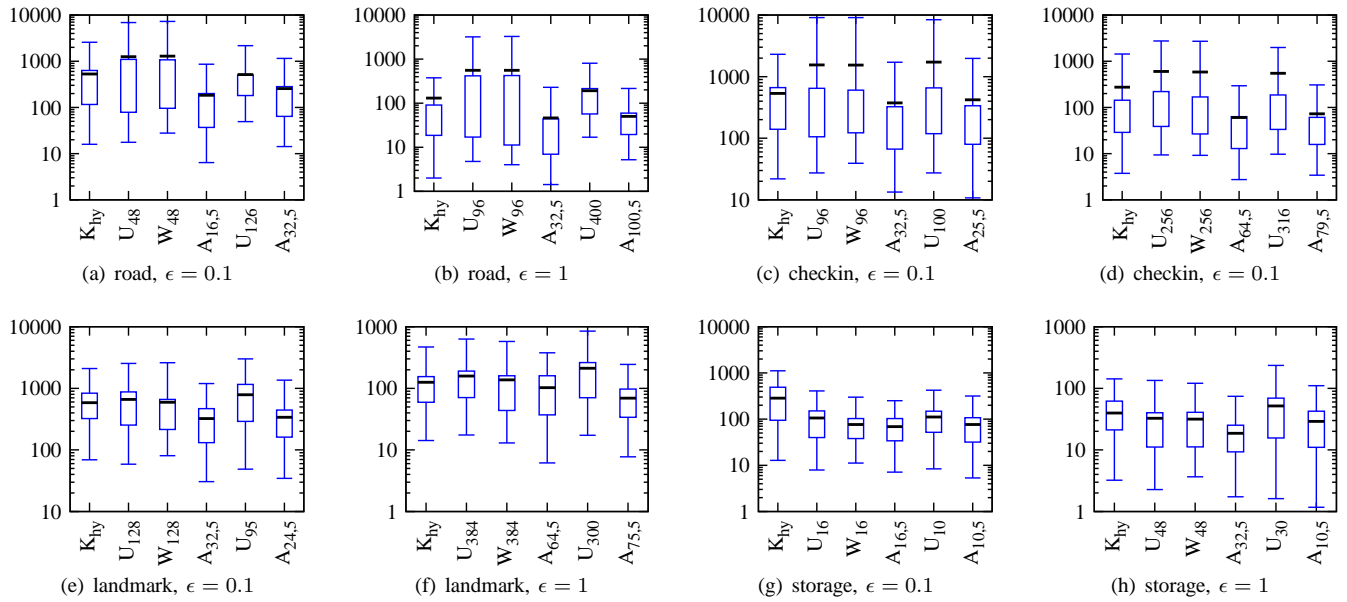 10000
1000
100
10
1
K_hy
U_48
W_48
A_16,5
U_126
A_32,5
(a) road, ϵ = 0.1
10000
1000
100
10
1
K_hy
U_96
W_96
A_32,5
U_400
A_100,5
(b) road, ϵ = 1
10000
1000
100
10
K_hy
U_96
W_96
A_32,5
U_100
A_25,5
(c) checkin, ϵ = 0.1
10000
1000
100
10
1
K_hy
U_256
W_256
A_64,5
U_316
A_79,5
(d) checkin, ϵ = 0.1
10000
1000
100
10
K_hy
U_128
W_128
A_32,5
U_95
A_24,5
(e) landmark, ϵ = 0.1
1000
100
10
1
K_hy
U_384
W_384
A_64,5
U_300
A_75,5
(f) landmark, ϵ = 1
10000
1000
100
10
1
K_hy
U_16
W_16
A_16,5
U_10
A_10,5
(g) storage, ϵ = 0.1
1000
100
10
1
K_hy
U_48
W_48
A_32,5
U_30
A_10,5
(h) storage, ϵ = 1